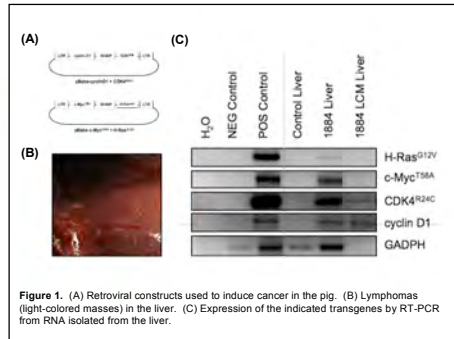 (A)
(B)
(C)
H₂O
NEG Control
POS Control
Control Liver
1884 Liver
1884 LCM Liver
H-Rasᴳ¹²ⱽ
c-Mycᵀ⁵⁸ᴬ
CDK4ᴿ²⁴ᶜ
cyclin D1
GADPH
Figure 1. (A) Retroviral constructs used to induce cancer in the pig. (B) Lymphomas
(light-colored masses) in the liver. (C) Expression of the indicated transgenes by RT-PCR
from RNA isolated from the liver.